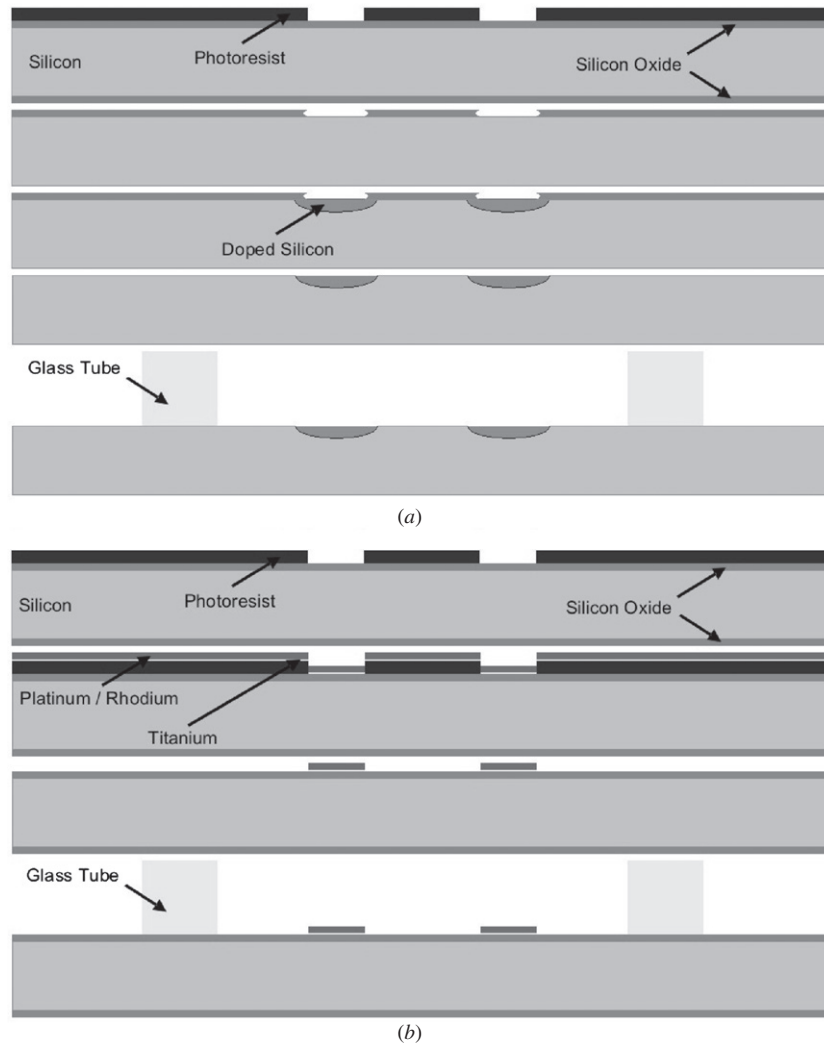 Photoresist
Silicon
Silicon Oxide
Doped Silicon
Glass Tube
(a)
Photoresist
Silicon
Silicon Oxide
Platinum / Rhodium
Titanium
Glass Tube
(b)